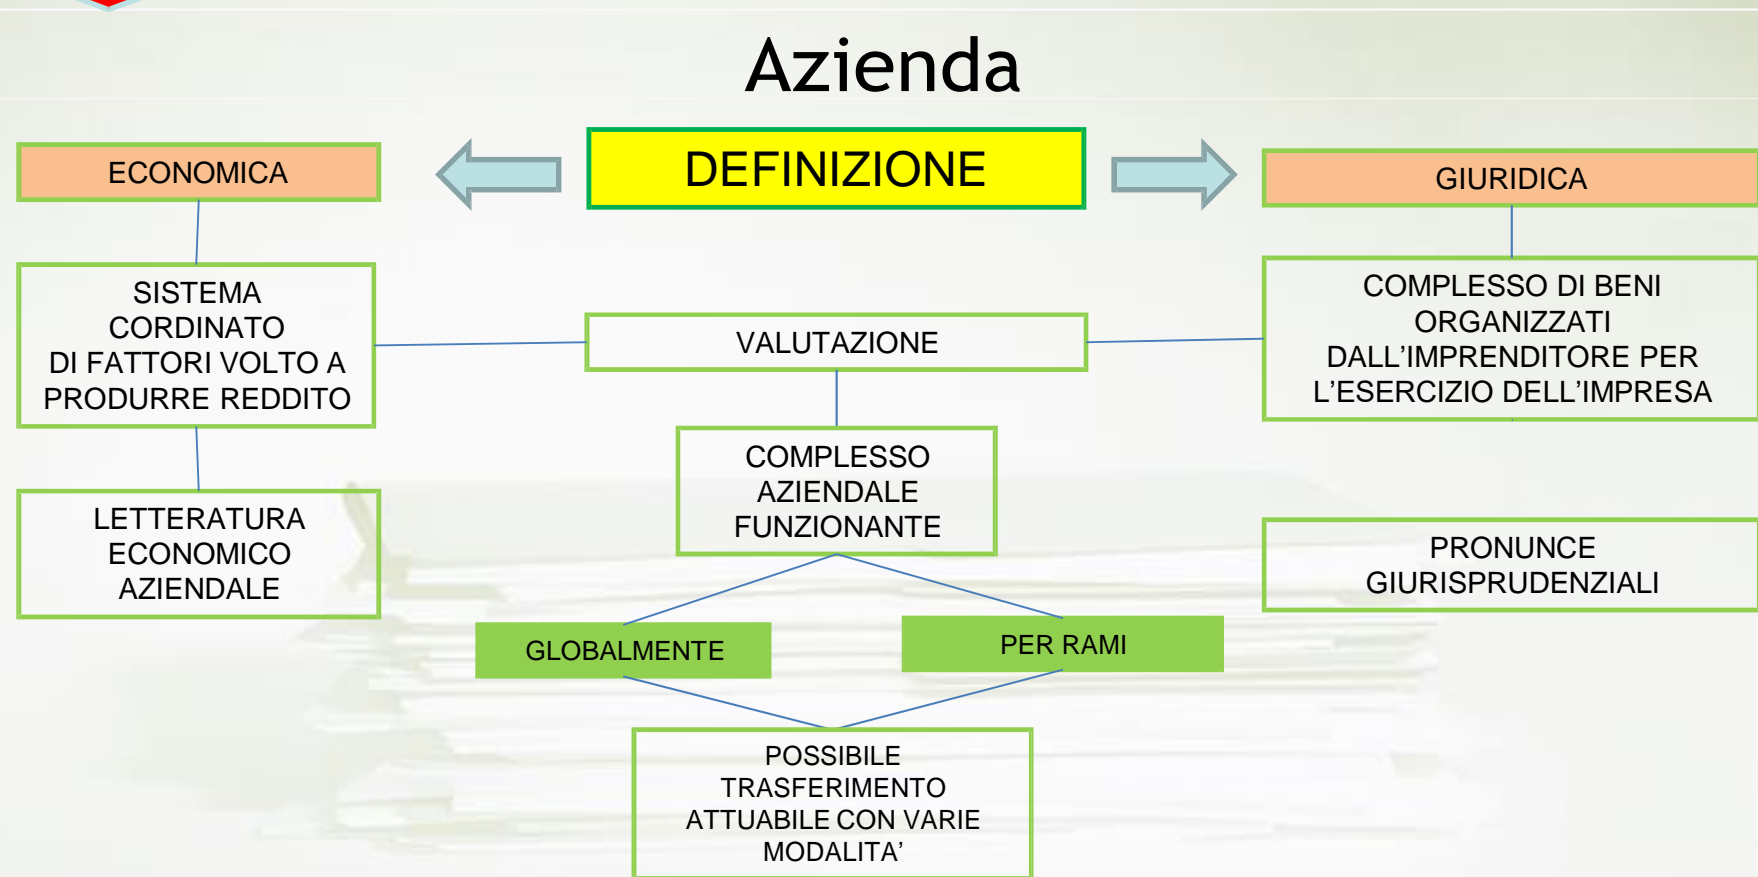 Azienda
DEFINIZIONE
ECONOMICA
GIURIDICA
SISTEMA
CORDINATO
DI FATTORI VOLTO A
PRODURRE REDDITO
VALUTAZIONE
COMPLESSO DI BENI
ORGANIZZATI
DALL’IMPRENDITORE PER
L’ESERCIZIO DELL’IMPRESA
COMPLESSO
AZIENDALE
FUNZIONANTE
LETTERATURA
ECONOMICO
AZIENDALE
PRONUNCE
GIURISPRUDENZIALI
GLOBALMENTE
PER RAMI
POSSIBILE
TRASFERIMENTO
ATTUABILE CON VARIE
MODALITA’